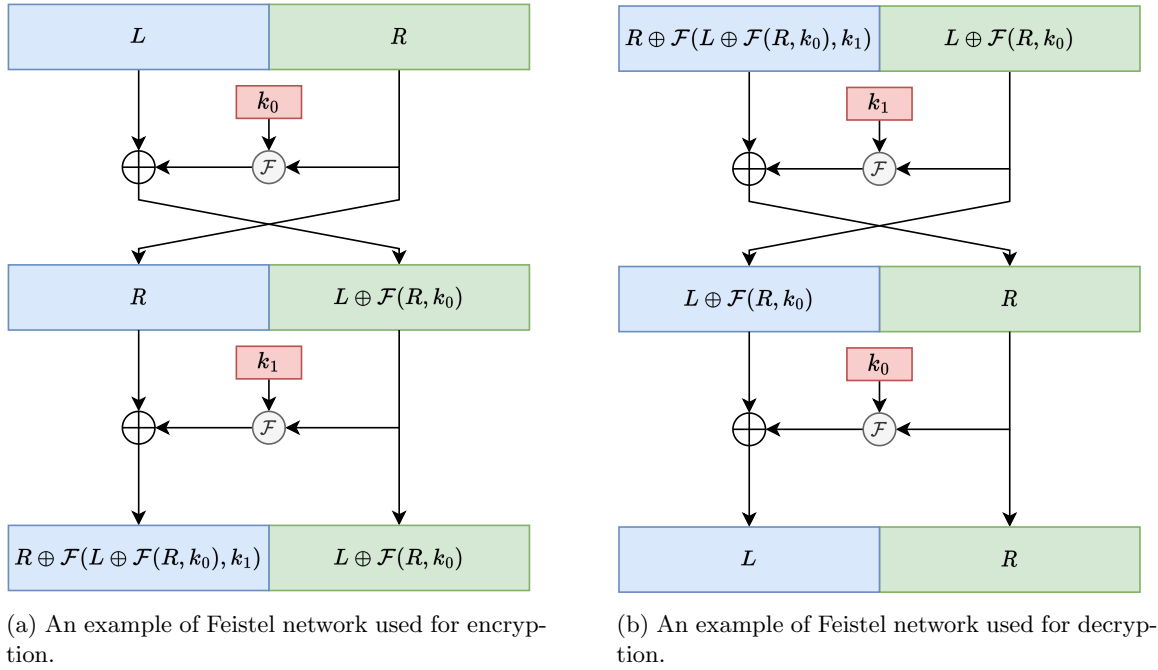 L
R
k₀
ℱ
R
L ⊕ ℱ(R, k₀)
k₁
ℱ
R ⊕ ℱ(L ⊕ ℱ(R, k₀), k₁)
L ⊕ ℱ(R, k₀)
(a) An example of Feistel network used for encryp-
tion.
R ⊕ ℱ(L ⊕ ℱ(R, k₀), k₁)
L ⊕ ℱ(R, k₀)
k₁
ℱ
L ⊕ ℱ(R, k₀)
R
k₀
ℱ
L
R
(b) An example of Feistel network used for decryp-
tion.